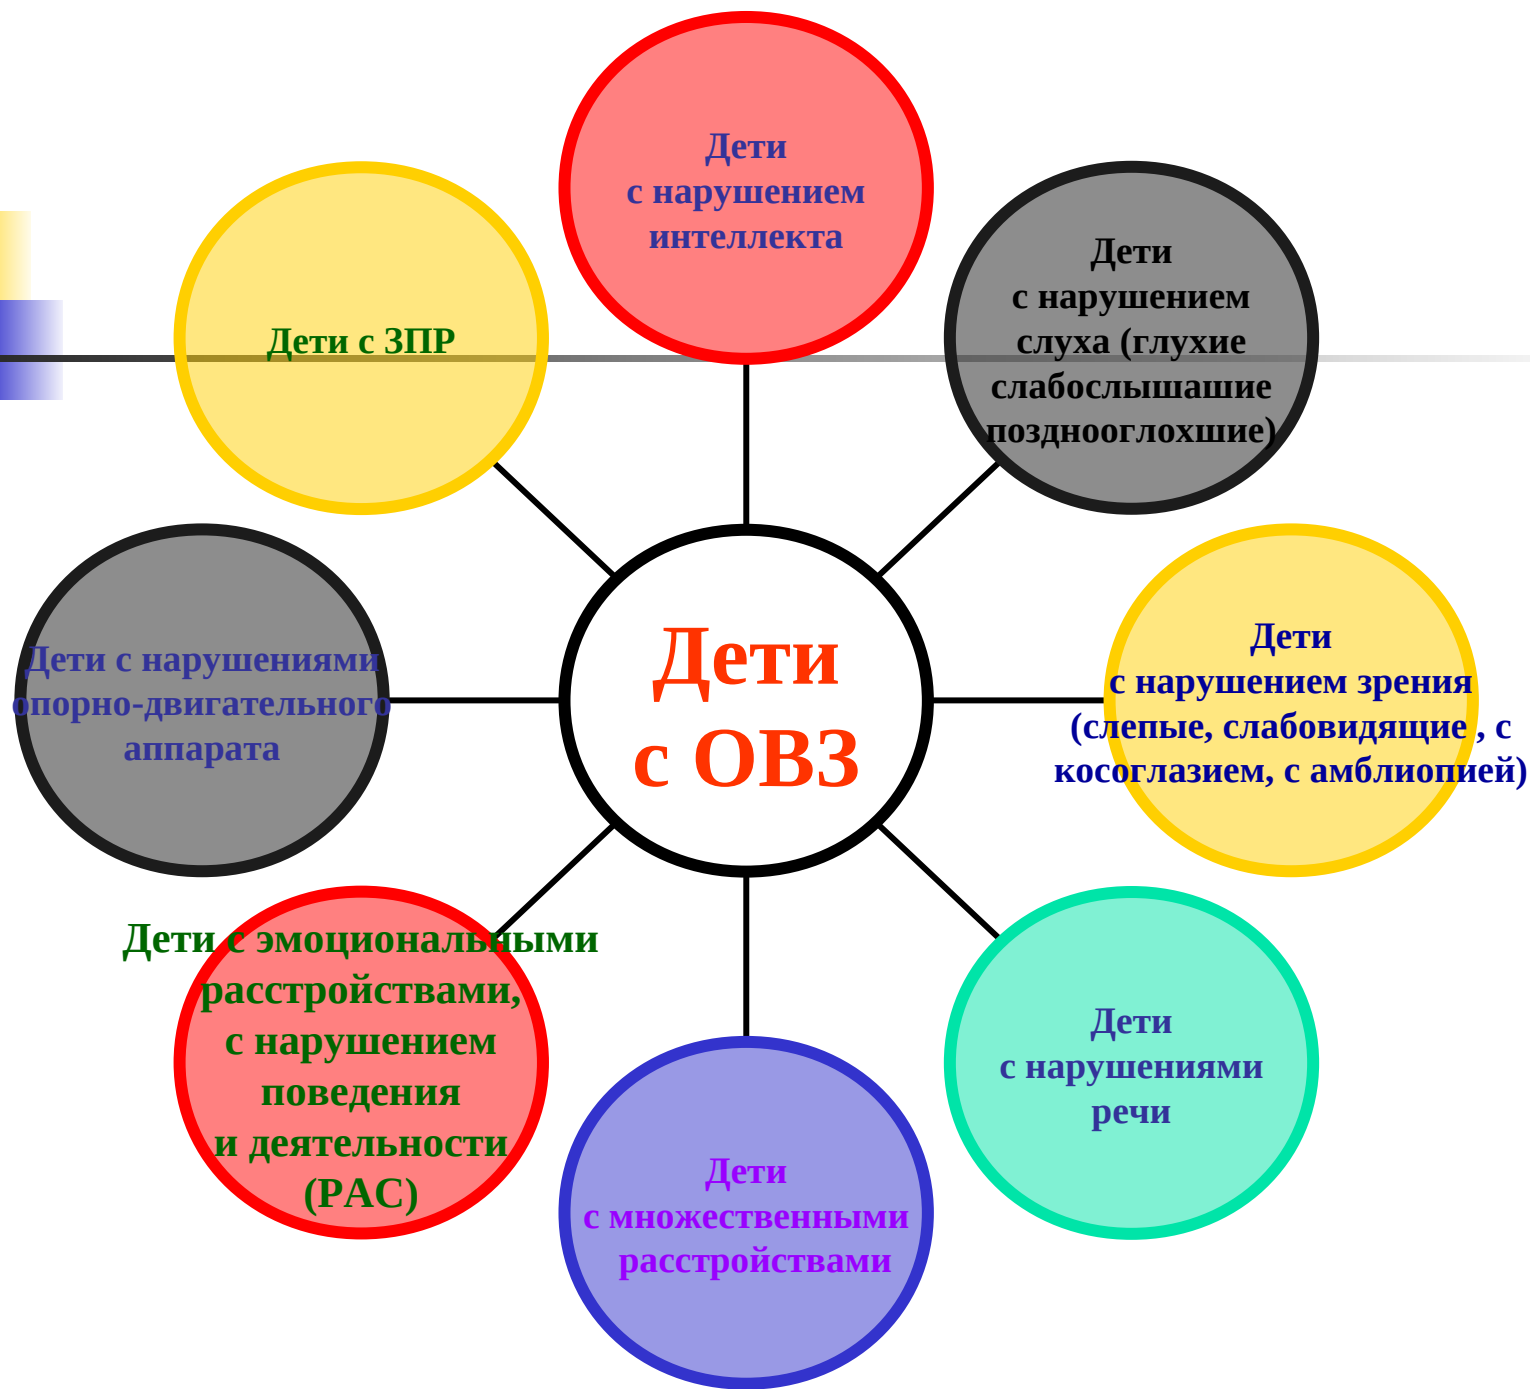 Дети
с нарушением
интеллекта
Дети
с нарушением
слуха (глухие
слабослышашие
позднооглохшие)
Дети с ЗПР
Дети
с ОВЗ
Дети
с нарушением зрения
(слепые, слабовидящие , с
косоглазием, с амблиопией)
Дети с нарушениями
опорно-двигательного
аппарата
Дети с эмоциональными
расстройствами,
с нарушением
поведения
и деятельности
(РАС)
Дети
с нарушениями
речи
Дети
с множественными
расстройствами